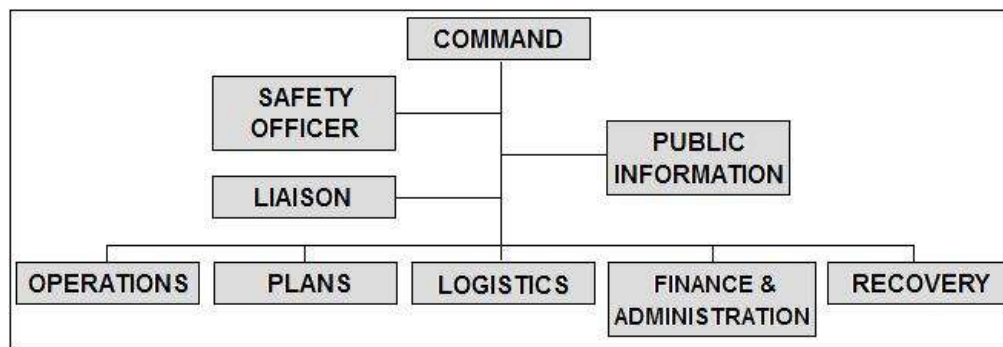 COMMAND
SAFETY
OFFICER
PUBLIC
INFORMATION
LIAISON
OPERATIONS
PLANS
LOGISTICS
FINANCE &
ADMINISTRATION
RECOVERY